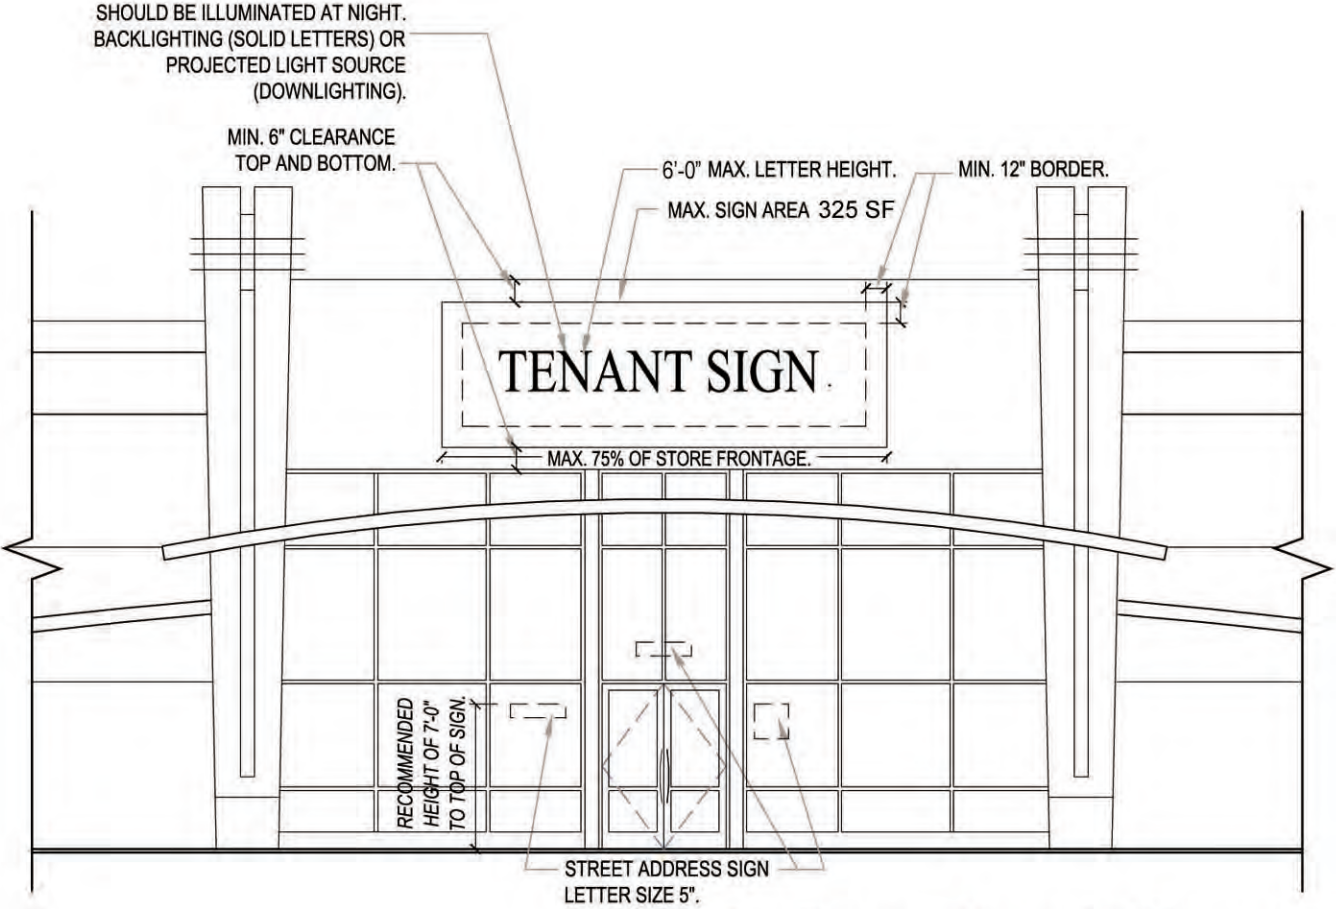 SHOULD BE ILLUMINATED AT NIGHT.
BACKLIGHTING (SOLID LETTERS) OR
PROJECTED LIGHT SOURCE
(DOWNLIGHTING).
MIN. 6" CLEARANCE
TOP AND BOTTOM.
6'-0" MAX. LETTER HEIGHT.
MIN. 12" BORDER.
MAX. SIGN AREA 325 SF
TENANT SIGN .
MAX. 75% OF STORE FRONTAGE.
RECOMMENDED
HEIGHT OF 7'-0"
TO TOP OF SIGN.
STREET ADDRESS SIGN
LETTER SIZE 5".